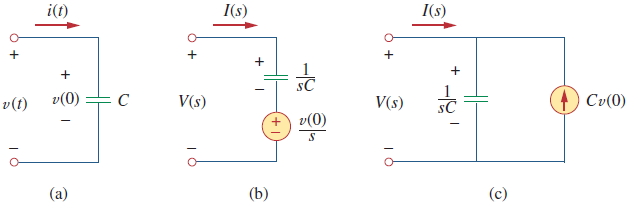 i(t)
+
v(t)
+
v(0)
−
C
−
(a)
I(s)
+
V(s)
+
1
sC
−
+
−
v(0)
s
−
(b)
I(s)
+
V(s)
+
1
sC
−
Cv(0)
−
(c)